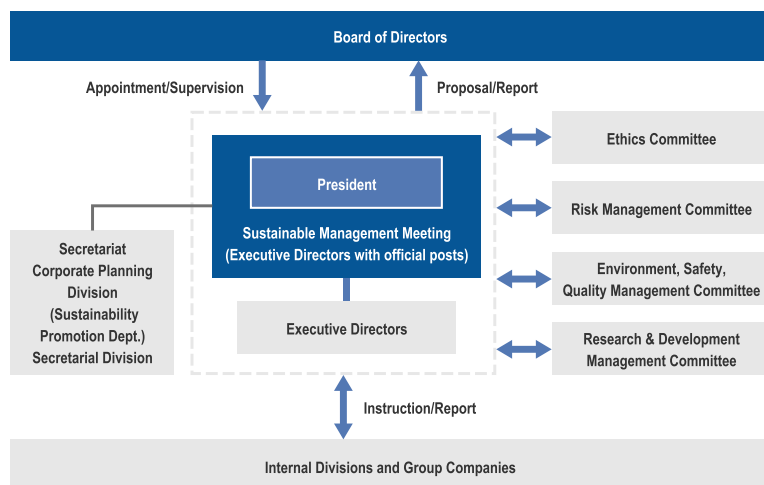 Board of Directors
Appointment/Supervision
Proposal/Report
Ethics Committee
President
Risk Management Committee
Sustainable Management Meeting
(Executive Directors with official posts)
Secretariat
Corporate Planning
Division
(Sustainability
Promotion Dept.)
Secretarial Division
Environment, Safety,
Quality Management Committee
Executive Directors
Research & Development
Management Committee
Instruction/Report
Internal Divisions and Group Companies